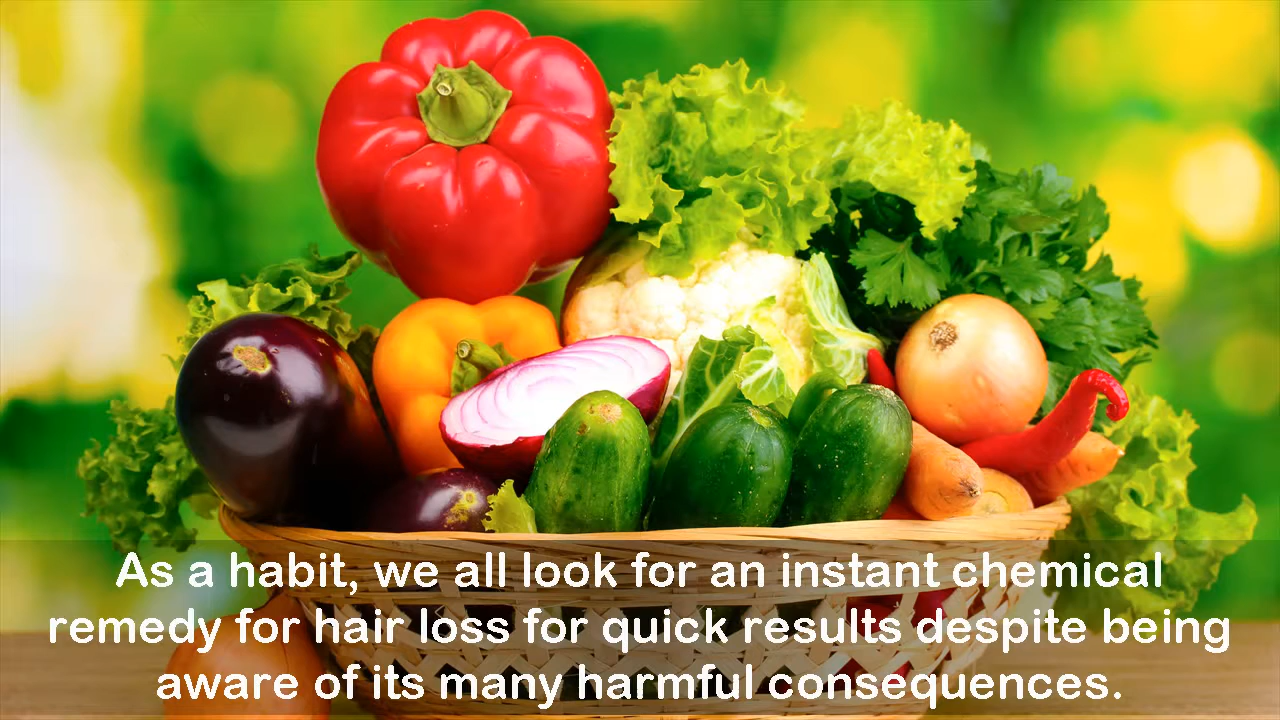 As a habit, we all look for an instant chemical
remedy for hair loss for quick results despite being
aware of its many harmful consequences.